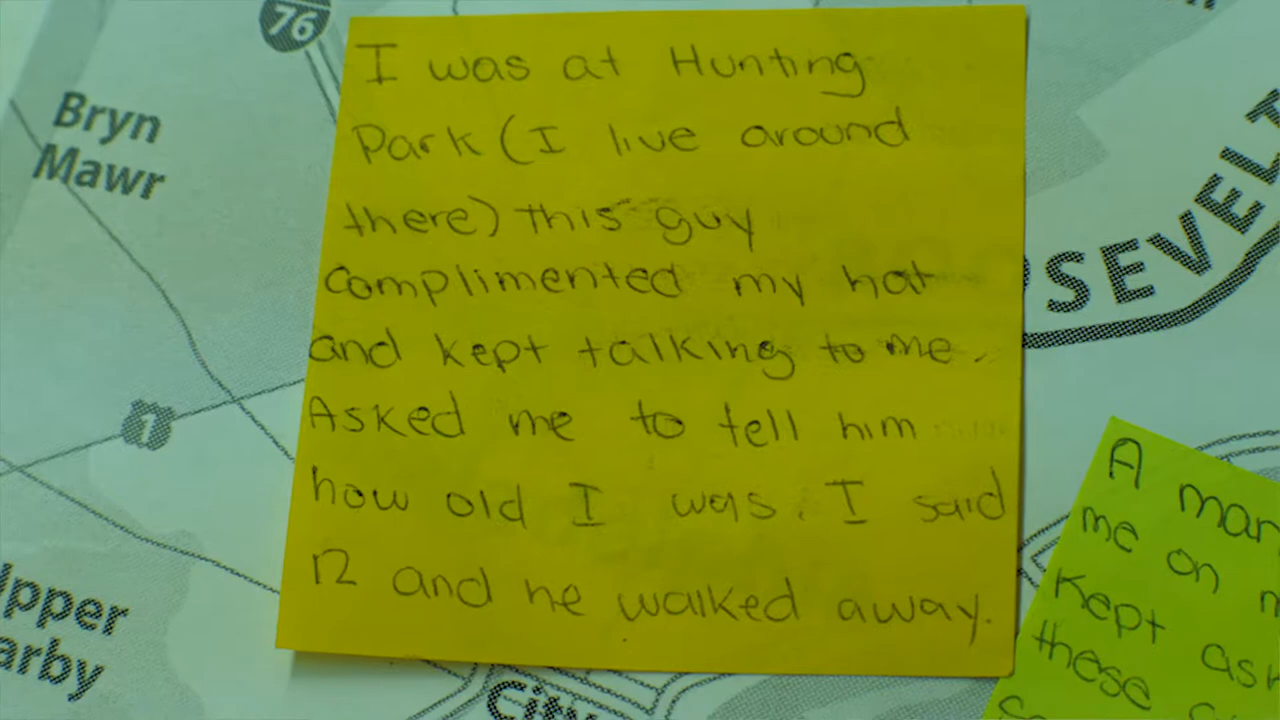 76
Bryn
Mawr
I was at Hunting
Park (I live around
there) this guy
complimented my hat
and kept talking to me.
Asked me to tell him
how old I was. I said
12 and he walked away.
OSEVELT
1
Upper
arby
City
A man
me on
Kept ask
these